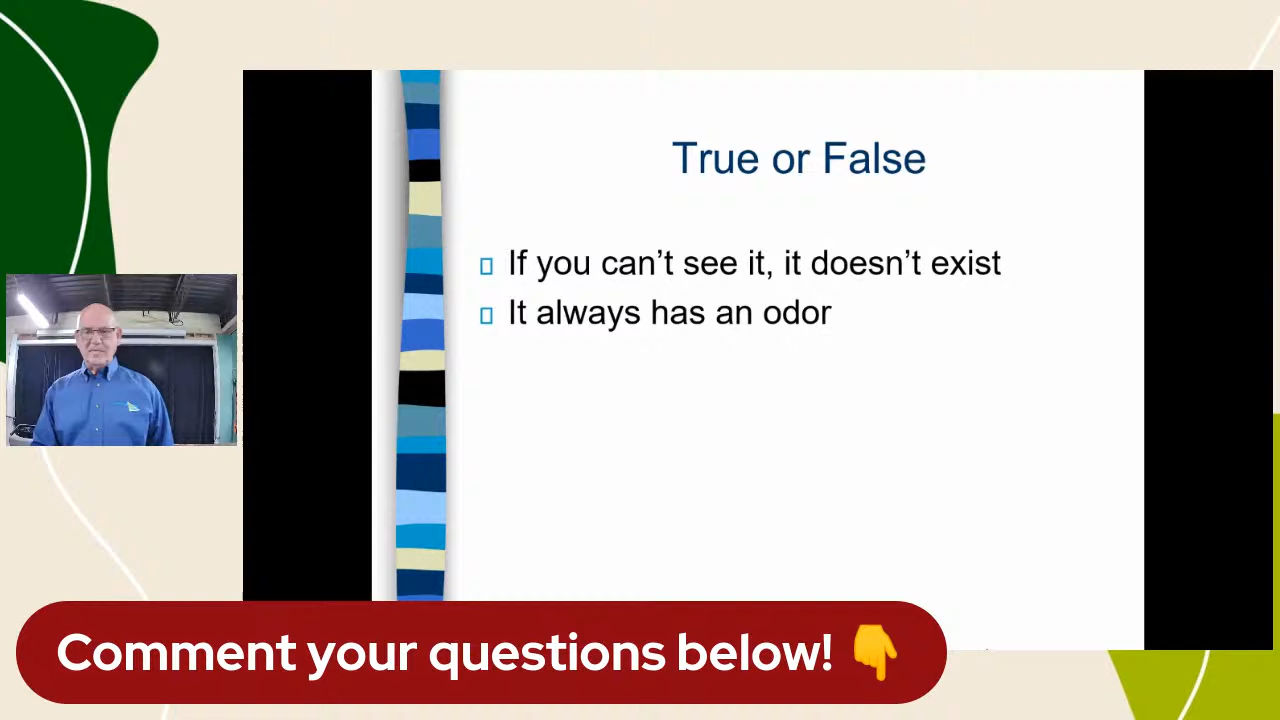 True or False
If you can’t see it, it doesn’t exist
It always has an odor
Comment your questions below! 👇